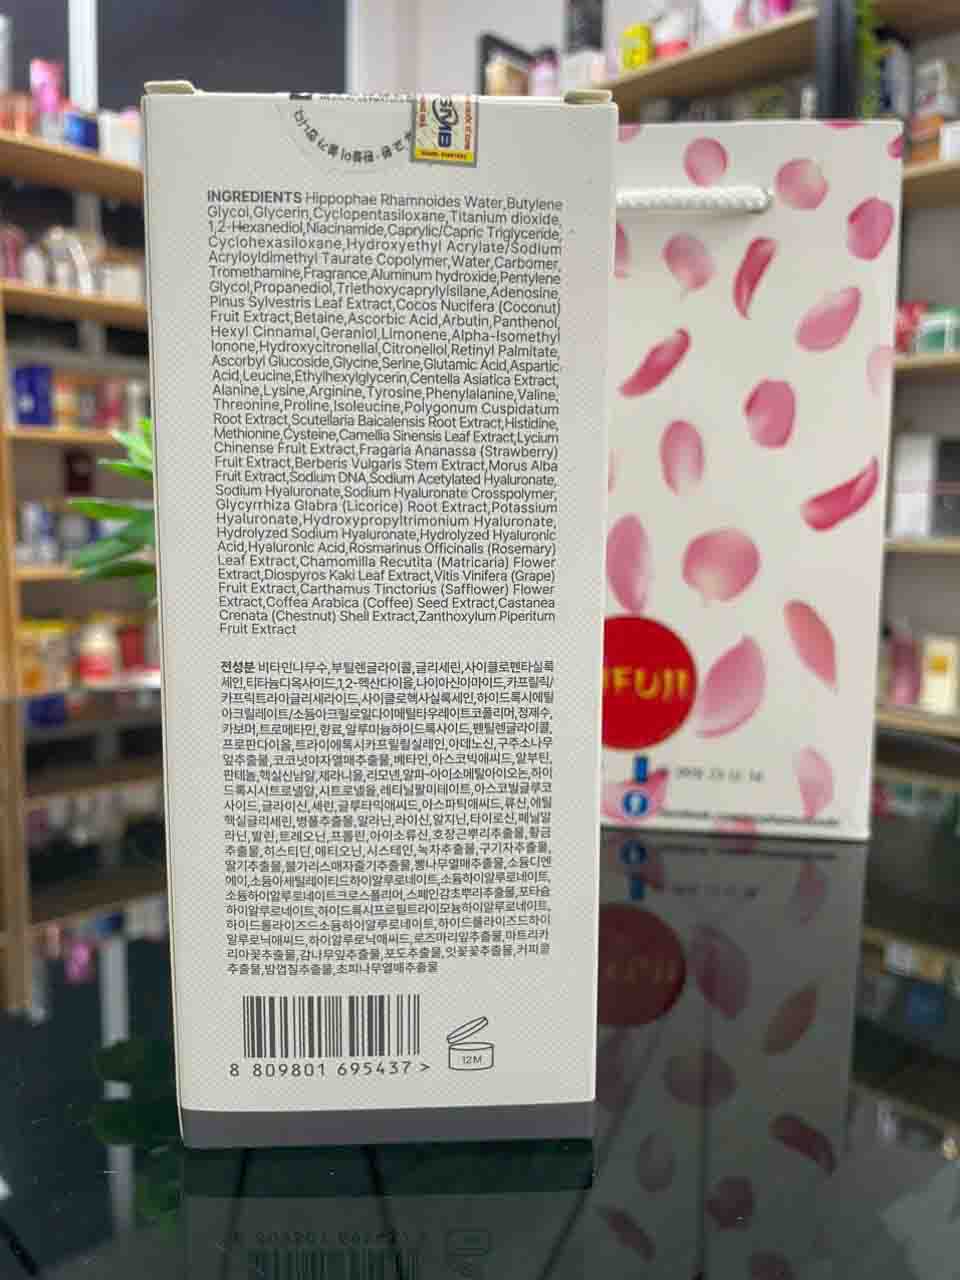 INGREDIENTS Hippophae Rhamnoides Water,Butylene
Glycol,Glycerin,Cyclopentasiloxane,Titanium dioxide,
1,2-Hexanediol,Niacinamide,Caprylic/Capric Triglyceride,
Cyclohexasiloxane,Hydroxyethyl Acrylate/Sodium
Acryloyldimethyl Taurate Copolymer,Water,Carbomer,
Tromethamine,Fragrance,Aluminum hydroxide,Pentylene
Glycol,Propanediol,Triethoxycaprylylsilane,Adenosine,
Pinus Sylvestris Leaf Extract,Cocos Nucifera (Coconut)
Fruit Extract,Betaine,Ascorbic Acid,Arbutin,Panthenol,
Hexyl Cinnamal,Geraniol,Limonene,Alpha-Isomethyl
Ionone,Hydroxycitronellal,Citronellol,Retinyl Palmitate,
Ascorbyl Glucoside,Glycine,Serine,Glutamic Acid,Aspartic
Acid,Leucine,Ethylhexylglycerin,Centella Asiatica Extract,
Alanine,Lysine,Arginine,Tyrosine,Phenylalanine,Valine,
Threonine,Proline,Isoleucine,Polygonum Cuspidatum
Root Extract,Scutellaria Baicalensis Root Extract,Histidine,
Methionine,Cysteine,Camellia Sinensis Leaf Extract,Lycium
Chinense Fruit Extract,Fragaria Ananassa (Strawberry)
Fruit Extract,Berberis Vulgaris Stem Extract,Morus Alba
Fruit Extract,Sodium DNA,Sodium Acetylated Hyaluronate,
Sodium Hyaluronate,Sodium Hyaluronate Crosspolymer,
Glycyrrhiza Glabra (Licorice) Root Extract,Potassium
Hyaluronate,Hydroxypropyltrimonium Hyaluronate,
Hydrolyzed Sodium Hyaluronate,Hydrolyzed Hyaluronic
Acid,Hyaluronic Acid,Rosmarinus Officinalis (Rosemary)
Leaf Extract,Chamomilla Recutita (Matricaria) Flower
Extract,Diospyros Kaki Leaf Extract,Vitis Vinifera (Grape)
Fruit Extract,Carthamus Tinctorius (Safflower) Flower
Extract,Coffea Arabica (Coffee) Seed Extract,Castanea
Crenata (Chestnut) Shell Extract,Zanthoxylum Piperitum
Fruit Extract
전성분 비타민나무수,부틸렌글라이콜,글리세린,사이클로펜타실록
세인,티타늄디옥사이드,1,2-헥산다이올,나이아신아마이드,카프릴릭/
카프릭트라이글리세라이드,사이클로헥사실록세인,하이드록시에틸
아크릴레이트/소듐아크릴로일다이메틸타우레이트코폴리머,정제수,
카보머,트로메타민,향료,알루미늄하이드록사이드,펜틸렌글라이콜,
프로판다이올,트라이에톡시카프릴릴실레인,아데노신,구주소나무
잎추출물,코코넛야자열매추출물,베타인,아스코빅애씨드,알부틴,
판테놀,헥실신남알,제라니올,리모넨,알파-아이소메틸아이오논,하이
드록시시트로넬알,시트로넬올,레티닐팔미테이트,아스코빌글루코
사이드,글라이신,세린,글루타믹애씨드,아스파틱애씨드,류신,에틸
헥실글리세린,병풀추출물,알라닌,라이신,알지닌,타이로신,페닐알
라닌,발린,트레오닌,프롤린,아이소류신,호장근뿌리추출물,황금
추출물,히스티딘,메티오닌,시스테인,녹차추출물,구기자추출물,
딸기추출물,불가리스매자줄기추출물,뽕나무열매추출물,소듐디엔
에이,소듐아세틸레이티드하이알루로네이트,소듐하이알루로네이트,
소듐하이알루로네이트크로스폴리머,스페인감초뿌리추출물,포타슘
하이알루로네이트,하이드록시프로필트라이모늄하이알루로네이트,
하이드롤라이즈드소듐하이알루로네이트,하이드롤라이즈드하이
알루로닉애씨드,하이알루로닉애씨드,로즈마리잎추출물,마트리카
리아꽃추출물,감나무잎추출물,포도추출물,잇꽃꽃추출물,커피콩
추출물,밤껍질추출물,초피나무열매추출물
8 809801 695437 >
12M